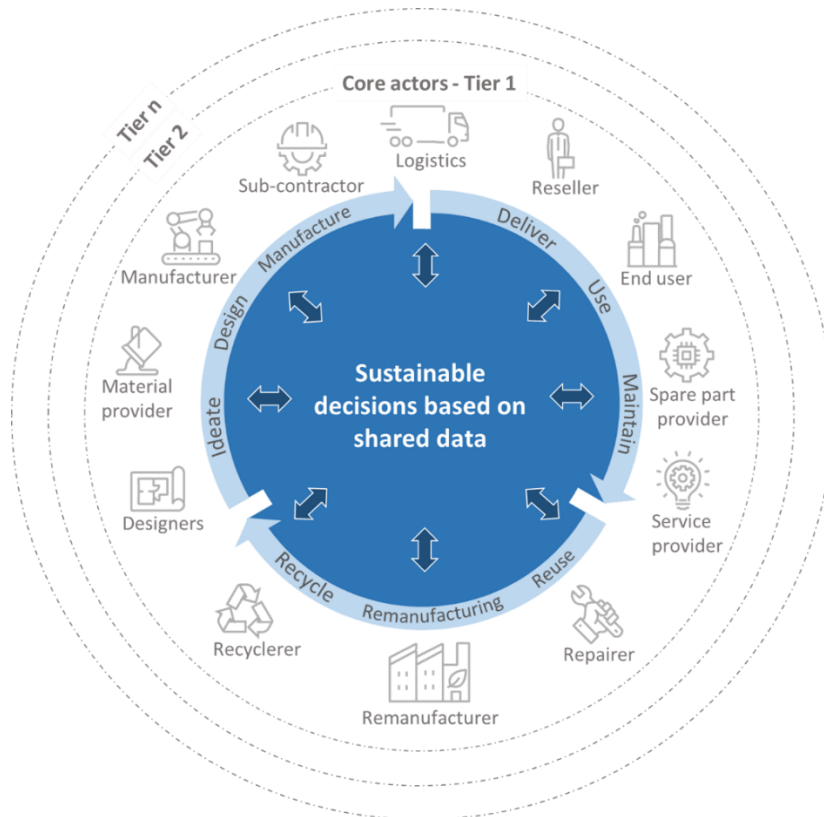 Core actors - Tier 1
Tier n
Tier 2
Logistics
Sub-contractor
Reseller
Manufacturer
End user
Material
provider
Spare part
provider
Designers
Service
provider
Recyclerer
Repairer
Remanufacturer
Ideate
Design
Manufacture
Deliver
Use
Maintain
Reuse
Remanufacturing
Recycle
Sustainable
decisions based on
shared data